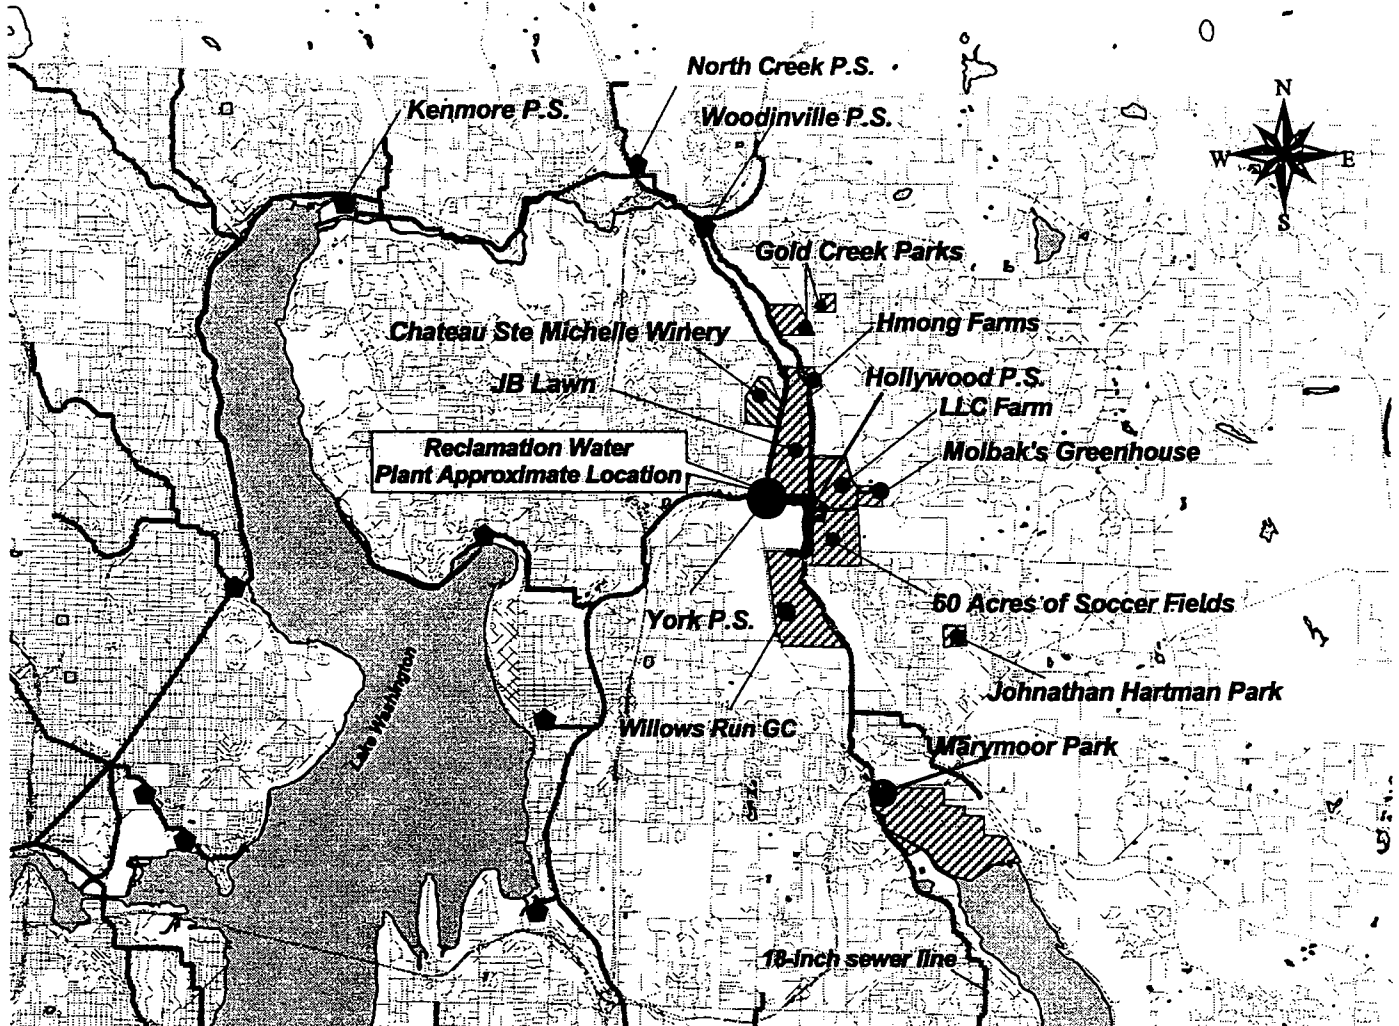 North Creek P.S.
Kenmore P.S.
Woodinville P.S.
N
W
E
S
Gold Creek Parks
Chateau Ste Michelle Winery
Hmong Farms
JB Lawn
Hollywood P.S.
LLC Farm
Reclamation Water
Plant Approximate Location
Molbak's Greenhouse
York P.S.
60 Acres of Soccer Fields
Lake Washington
Johnathan Hartman Park
Willows Run GC
Marymoor Park
18-inch sewer line